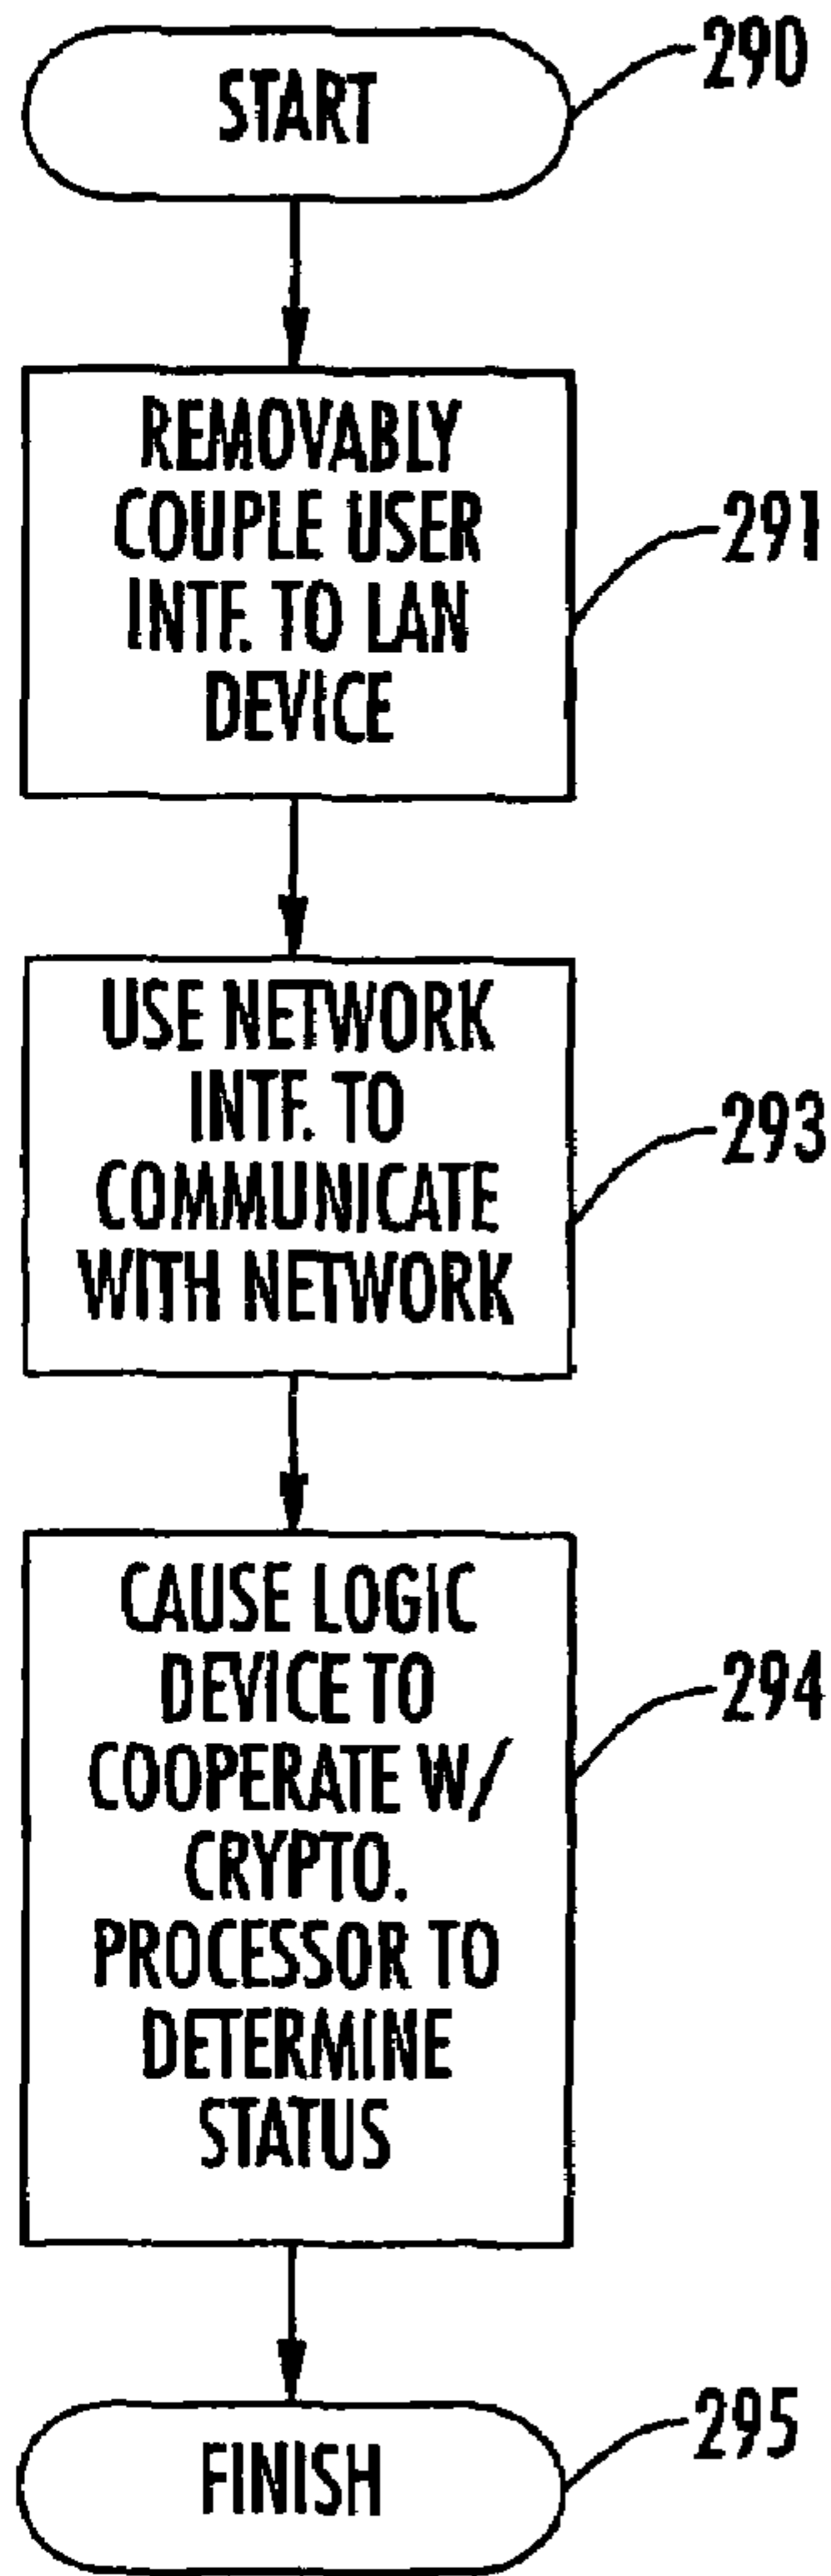 START
290
REMOVABLY
COUPLE USER
INTF. TO LAN
DEVICE
291
USE NETWORK
INTF. TO
COMMUNICATE
WITH NETWORK
293
CAUSE LOGIC
DEVICE TO
COOPERATE W/
CRYPTO.
PROCESSOR TO
DETERMINE
STATUS
294
FINISH
295